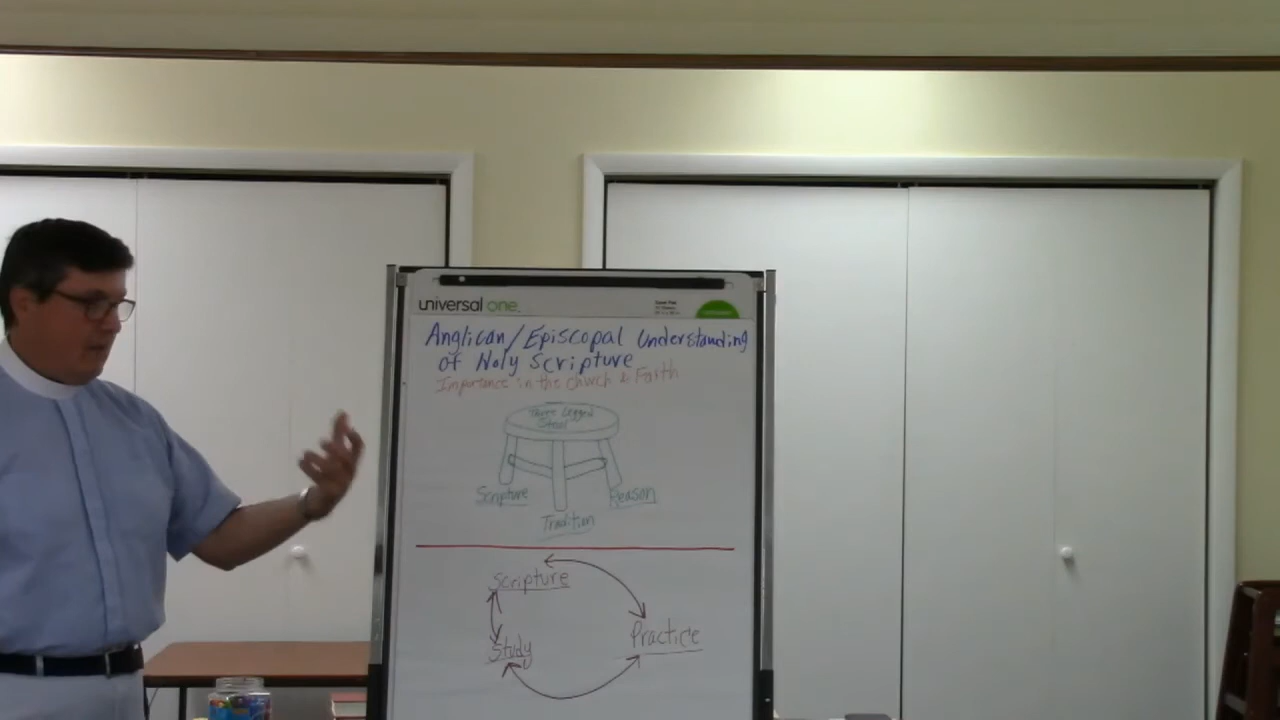 universal one
Anglican/Episcopal Understanding
of Holy Scripture
Importance in the Church & Faith
Three Legged
Stool
Scripture
Reason
Tradition
Scripture
Practice
Study